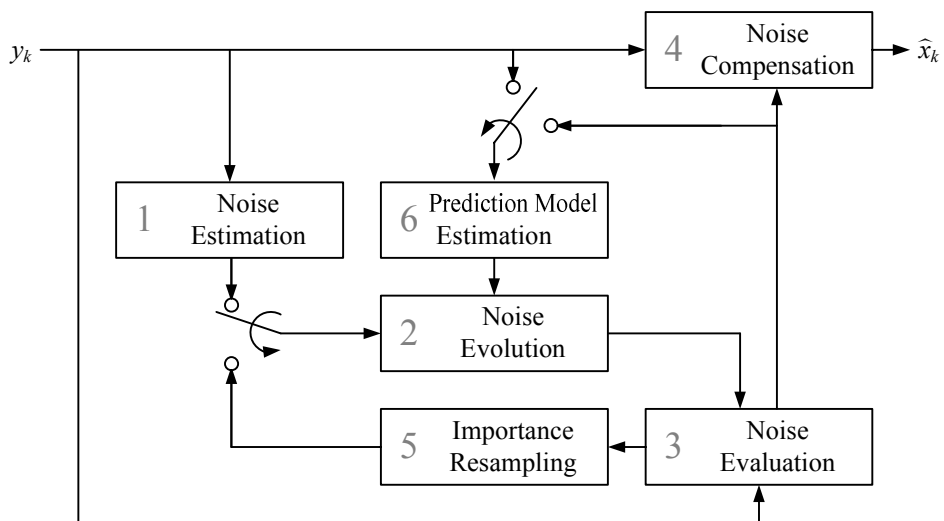 y_k
4 Noise
Compensation
x̂_k
1 Noise
Estimation
6 Prediction Model
Estimation
2 Noise
Evolution
5 Importance
Resampling
3 Noise
Evaluation